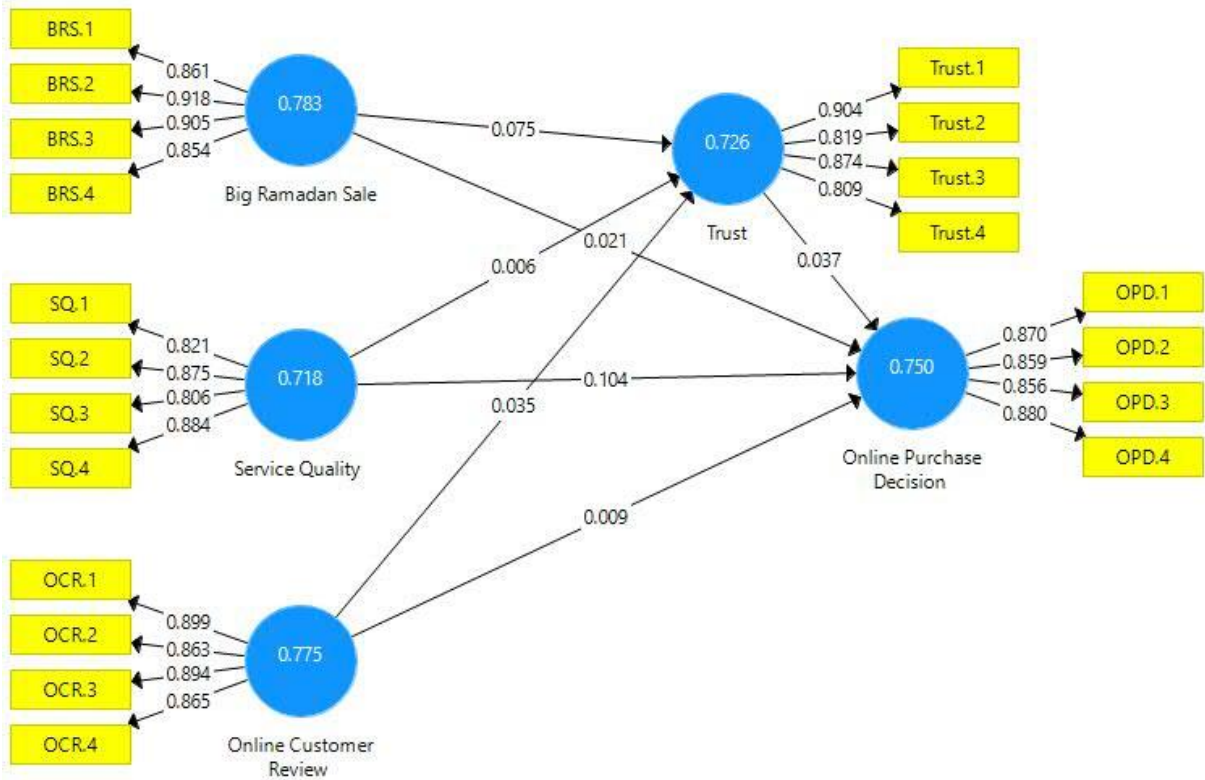 BRS.1
BRS.2
BRS.3
BRS.4
0.861
0.918
0.905
0.854
0.783
Big Ramadan Sale
0.075
0.021
Trust.1
Trust.2
Trust.3
Trust.4
0.904
0.819
0.874
0.809
0.726
Trust
0.037
SQ.1
SQ.2
SQ.3
SQ.4
0.821
0.875
0.806
0.884
0.718
Service Quality
0.006
0.104
OPD.1
OPD.2
OPD.3
OPD.4
0.870
0.859
0.856
0.880
0.750
Online Purchase
Decision
OCR.1
OCR.2
OCR.3
OCR.4
0.899
0.863
0.894
0.865
0.775
Online Customer
Review
0.035
0.009